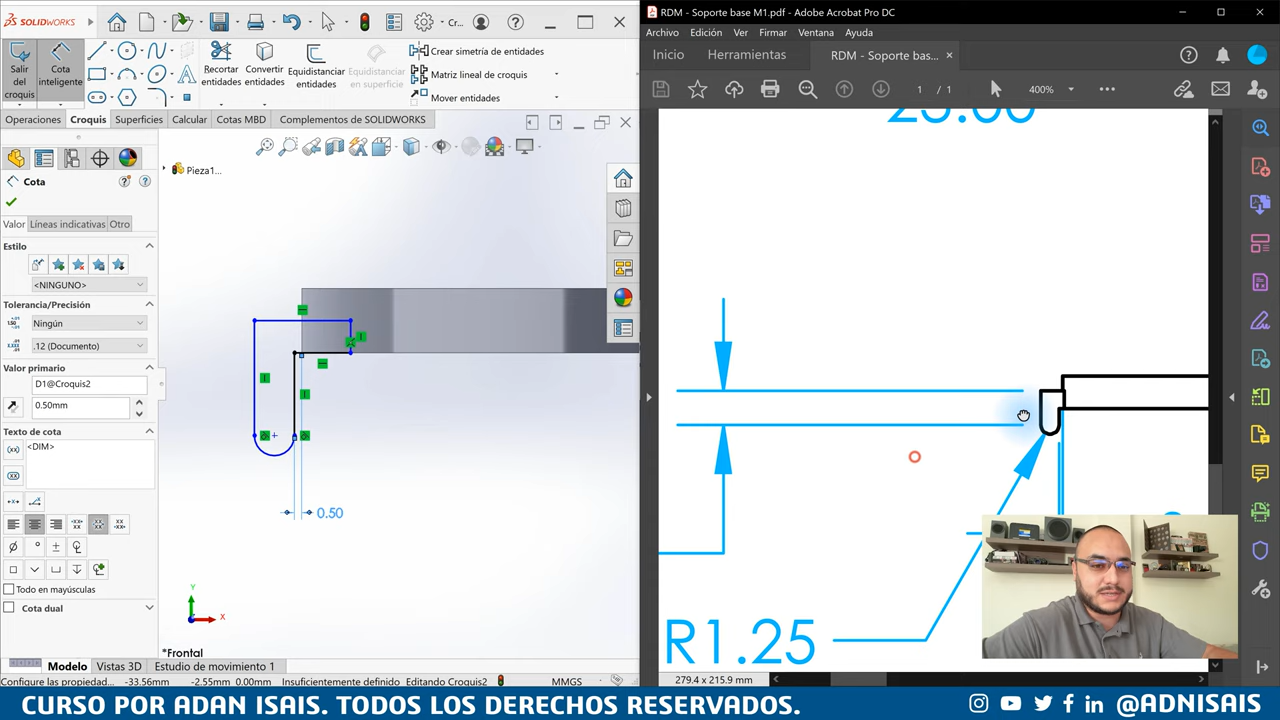 SOLIDWORKS
Cr...
Salir del croquis
Cota inteligente
Recortar entidades
Convertir entidades
Equidistanciar entidades
Equidistanciar en superficie
Crear simetría de entidades
Matriz lineal de croquis
Mover entidades
Operaciones
Croquis
Superficies
Calcular
Cotas MBD
Complementos de SOLIDWORKS
Pieza1...
Cota
Valor
Líneas indicativas
Otro
Estilo
<NINGUNO>
Tolerancia/Precisión
Ningún
.12 (Documento)
Valor primario
D1@Croquis2
0.50mm
Texto de cota
<DIM>
Todo en mayúsculas
Cota dual
0.50
Y
X
*Frontal
Modelo
Vistas 3D
Estudio de movimiento 1
Configure las propiedad...
-33.56mm
-2.55mm
0.00mm
Insuficientemente definido
Editando Croquis2
MMGS
RDM - Soporte base M1.pdf - Adobe Acrobat Pro DC
Archivo
Edición
Ver
Firmar
Ventana
Ayuda
Inicio
Herramientas
RDM - Soporte bas...
1 / 1
400%
R1.25
279.4 x 215.9 mm
CURSO POR ADAN ISAIS. TODOS LOS DERECHOS RESERVADOS.
@ADNISAIS